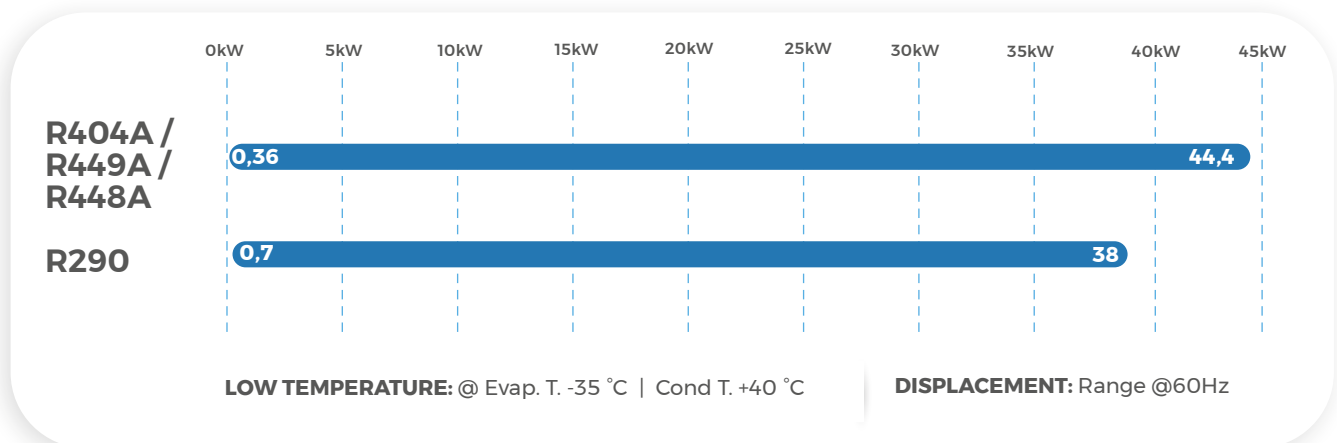 0kW 5kW 10kW 15kW 20kW 25kW 30kW 35kW 40kW 45kW
R404A /
R449A /
R448A
0,36 44,4
R290
0,7 38
LOW TEMPERATURE: @ Evap. T. -35 °C | Cond T. +40 °C
DISPLACEMENT: Range @60Hz